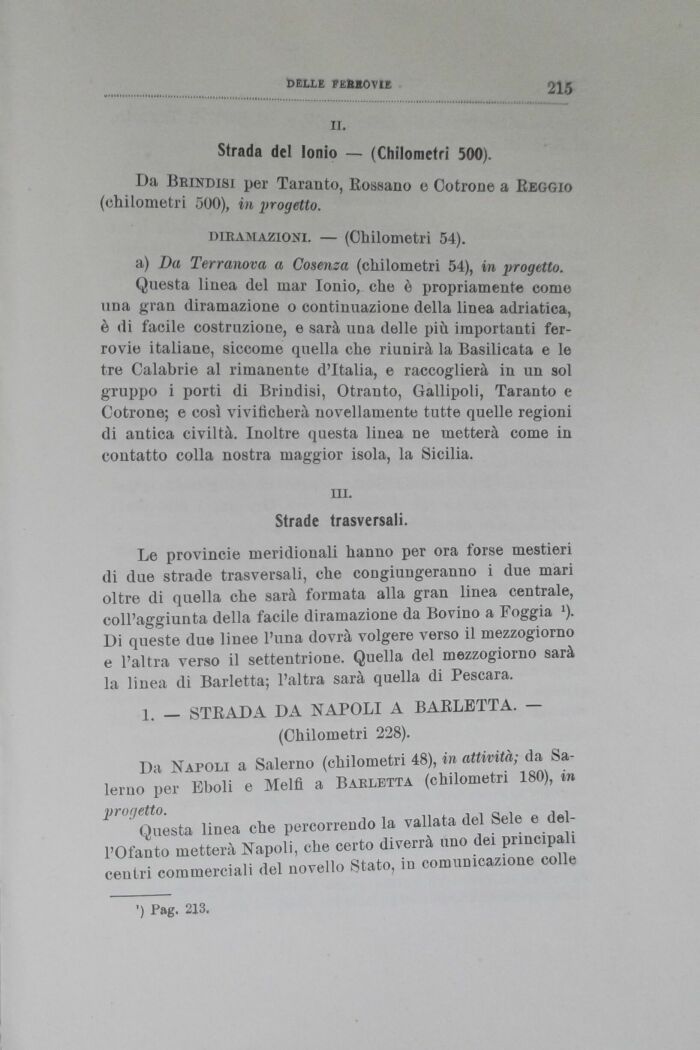 DELLE FERROVIE
215
II.
Strada del Ionio — (Chilometri 500).
Da BRINDISI per Taranto, Rossano e Cotrone a REGGIO
(chilometri 500), in progetto.
DIRAMAZIONI. — (Chilometri 54).
a) Da Terranova a Cosenza (chilometri 54), in progetto.
Questa linea del mar Ionio, che è propriamente come
una gran diramazione o continuazione della linea adriatica,
è di facile costruzione, e sarà una delle più importanti fer-
rovie italiane, siccome quella che riunirà la Basilicata e le
tre Calabrie al rimanente d'Italia, e raccoglierà in un sol
gruppo i porti di Brindisi, Otranto, Gallipoli, Taranto e
Cotrone; e così vivificherà novellamente tutte quelle regioni
di antica civiltà. Inoltre questa linea ne metterà come in
contatto colla nostra maggior isola, la Sicilia.
III.
Strade trasversali.
Le provincie meridionali hanno per ora forse mestieri
di due strade trasversali, che congiungeranno i due mari
oltre di quella che sarà formata alla gran linea centrale,
coll'aggiunta della facile diramazione da Bovino a Foggia ¹).
Di queste due linee l'una dovrà volgere verso il mezzogiorno
e l'altra verso il settentrione. Quella del mezzogiorno sarà
la linea di Barletta; l'altra sarà quella di Pescara.
1. — STRADA DA NAPOLI A BARLETTA. —
(Chilometri 228).
Da NAPOLI a Salerno (chilometri 48), in attività; da Sa-
lerno per Eboli e Melfi a BARLETTA (chilometri 180), in
progetto.
Questa linea che percorrendo la vallata del Sele e del-
l'Ofanto metterà Napoli, che certo diverrà uno dei principali
centri commerciali del novello Stato, in comunicazione colle
¹) Pag. 213.